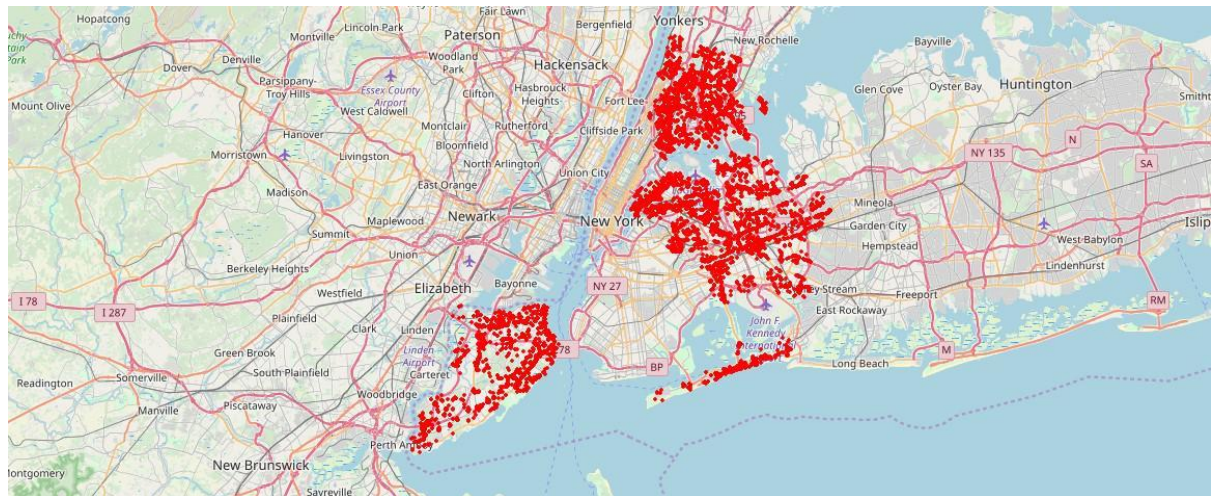 Hopatcong
Montville
Lincoln Park
Fair Lawn
Bergenfield
Yonkers
Paterson
New Rochelle
Bayville
Dover
Denville
Woodland
Park
Hackensack
Glen Cove
Oyster Bay
Huntington
Parsippany-
Troy Hills
Essex County
Airport
Clifton
Hasbrouck
Heights
Fort Lee
Mount Olive
West Caldwell
Hanover
Montclair
Rutherford
Cliffside Park
Bloomfield
NY 135
N
SA
Morristown
Livingston
North Arlington
Union City
Madison
East Orange
Mineola
Maplewood
Newark
New York
Garden City
Summit
Hempstead
West Babylon
Union
Berkeley Heights
Lindenhurst
Elizabeth
Bayonne
NY 27
Freeport
I 78
Westfield
East Rockaway
RM
I 287
Plainfield
Clark
Linden
John F.
Kennedy
Green Brook
Linden
Airport
78
M
Long Beach
South Plainfield
Carteret
BP
Readington
Somerville
Woodbridge
Manville
Piscataway
Perth
New Brunswick
Montgomery
Sayreville